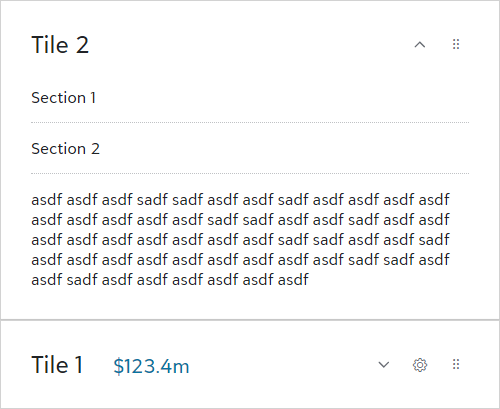 Tile 2
Section 1
Section 2
asdf asdf asdf sadf sadf asdf asdf sadf asdf asdf asdf asdf
asdf asdf asdf asdf asdf sadf sadf asdf asdf sadf asdf asdf
asdf asdf asdf asdf asdf asdf asdf sadf sadf asdf asdf sadf
asdf asdf asdf asdf asdf asdf asdf asdf asdf sadf sadf asdf
asdf sadf asdf asdf asdf asdf asdf asdf
Tile 1 $123.4m